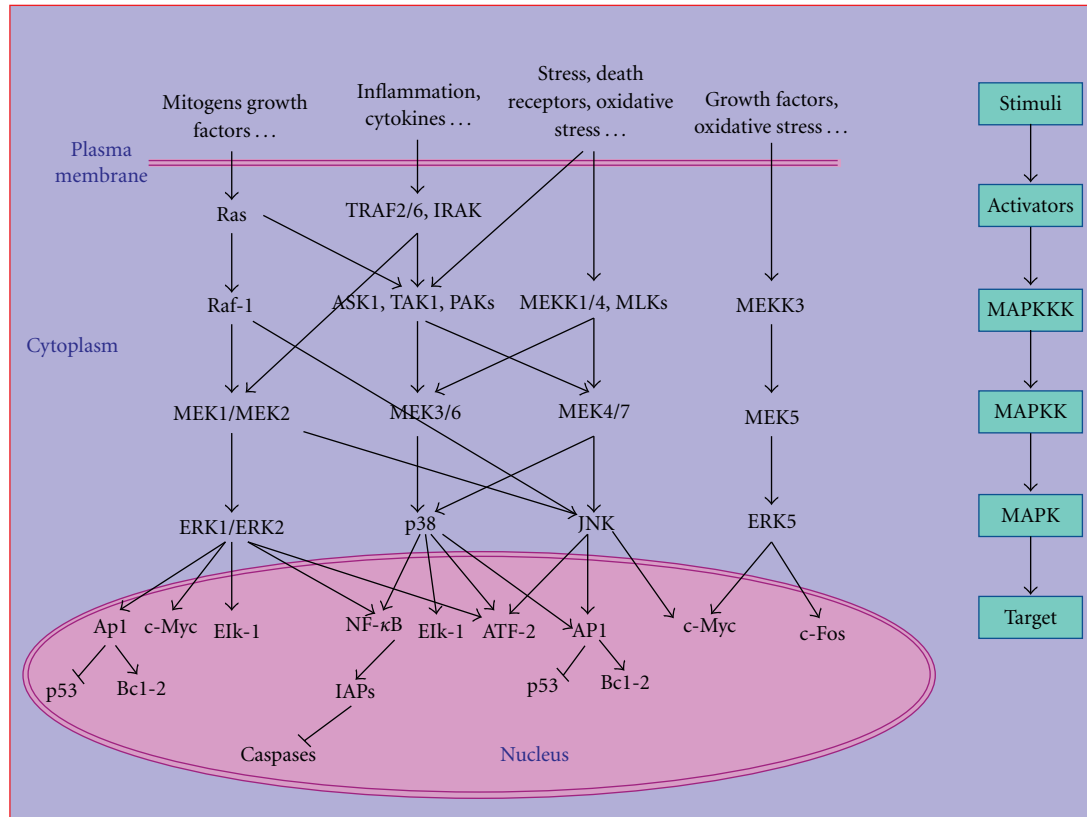 Mitogens growth
factors ...
Inflammation,
cytokines ...
Stress, death
receptors, oxidative
stress ...
Growth factors,
oxidative stress ...
Stimuli
Plasma
membrane
Ras
TRAF2/6, IRAK
Activators
Raf-1
ASK1, TAK1, PAKs
MEKK1/4, MLKs
MEKK3
MAPKKK
Cytoplasm
MEK1/MEK2
MEK3/6
MEK4/7
MEK5
MAPKK
ERK1/ERK2
p38
JNK
ERK5
MAPK
Ap1
c-Myc
EIk-1
NF-κB
EIk-1
ATF-2
AP1
c-Myc
c-Fos
Target
p53
Bc1-2
IAPs
p53
Bc1-2
Caspases
Nucleus